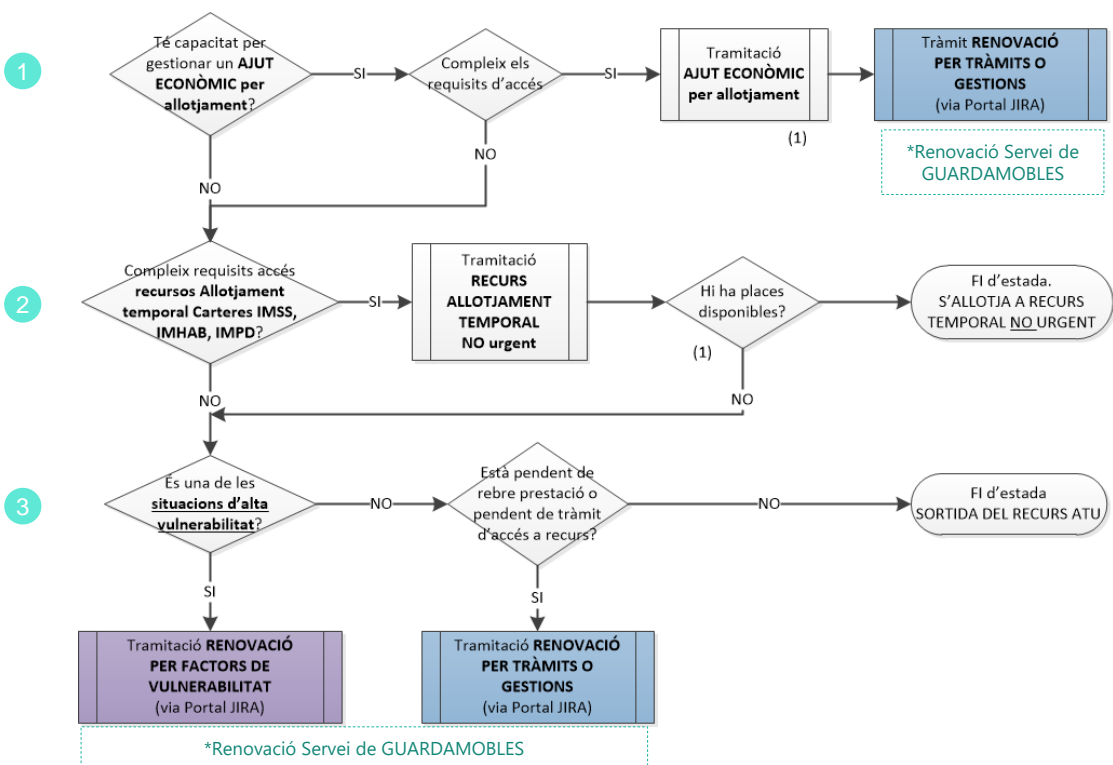 1
Té capacitat per
gestionar un AJUT
ECONÒMIC per
allotjament?
SI
Compleix els
requisits d'accés
SI
Tramitació
AJUT ECONÒMIC
per allotjament
(1)
Tràmit RENOVACIÓ
PER TRÀMITS O
GESTIONS
(via Portal JIRA)
*Renovació Servei de
GUARDAMOBLES
NO
NO
2
Compleix requisits accés
recursos Allotjament
temporal Carteres IMSS,
IMHAB, IMPD?
SI
Tramitació
RECURS
ALLOTJAMENT
TEMPORAL
NO urgent
Hi ha places
disponibles?
(1)
FI d'estada.
S'ALLOTJA A RECURS
TEMPORAL NO URGENT
NO
NO
3
És una de les
situacions d'alta
vulnerabilitat?
NO
Està pendent de
rebre prestació o
pendent de tràmit
d'accés a recurs?
NO
FI d'estada
SORTIDA DEL RECURS ATU
SI
SI
Tramitació RENOVACIÓ
PER FACTORS DE
VULNERABILITAT
(via Portal JIRA)
Tramitació RENOVACIÓ
PER TRÀMITS O
GESTIONS
(via Portal JIRA)
*Renovació Servei de GUARDAMOBLES